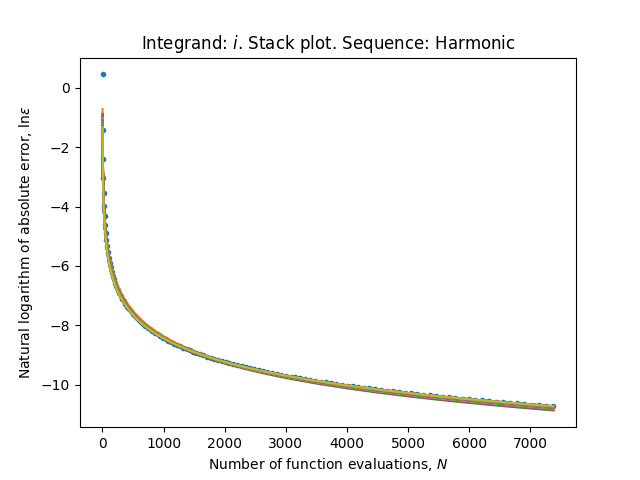 Integrand: i. Stack plot. Sequence: Harmonic
Natural logarithm of absolute error, lnε
0
−2
−4
−6
−8
−10
0 1000 2000 3000 4000 5000 6000 7000
Number of function evaluations, N